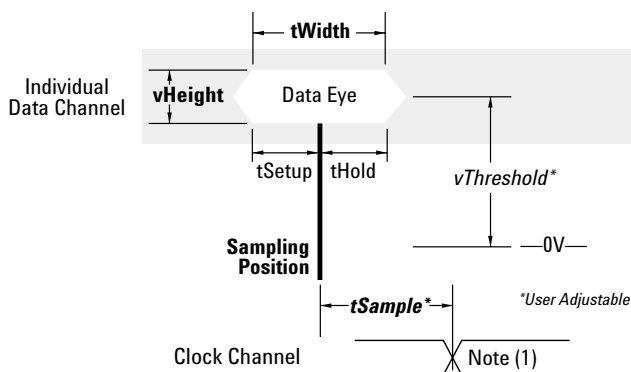 tWidth
Individual
Data Channel
vHeight
Data Eye
tSetup
tHold
vThreshold*
Sampling
Position
0V
tSample*
*User Adjustable
Clock Channel
Note (1)